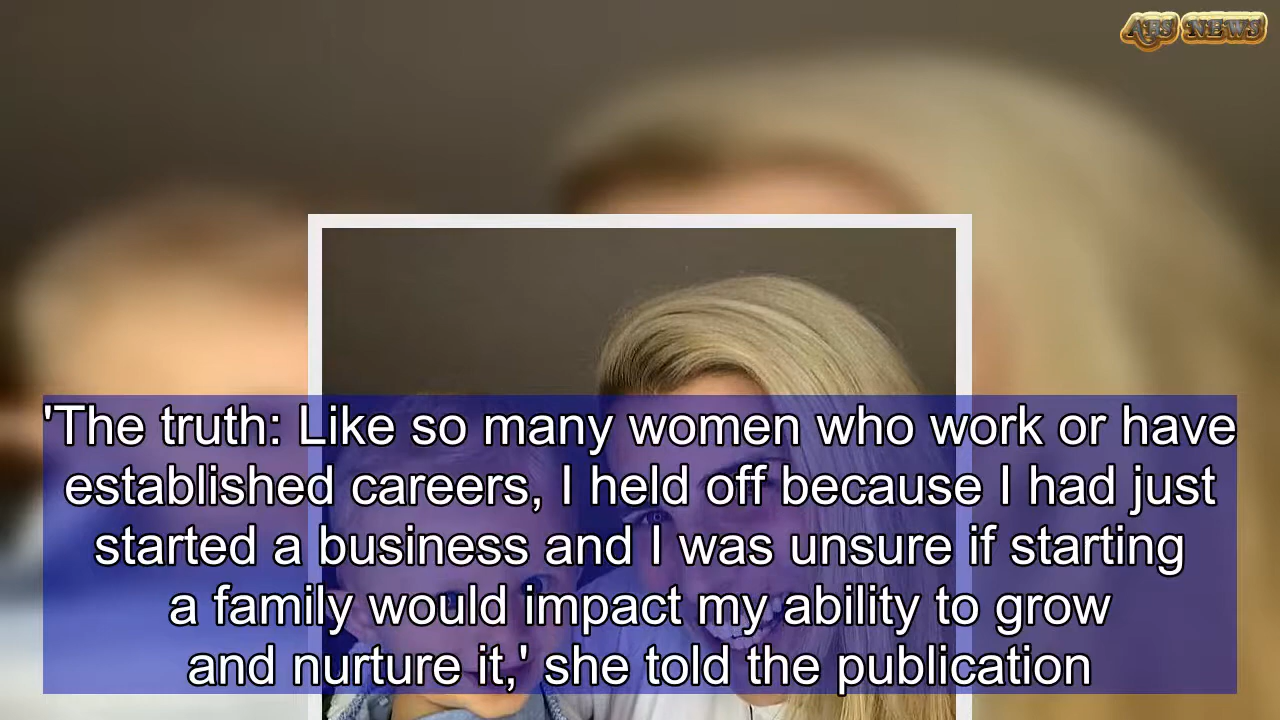 ABS NEWS
'The truth: Like so many women who work or have
established careers, I held off because I had just
started a business and I was unsure if starting
a family would impact my ability to grow
and nurture it,' she told the publication